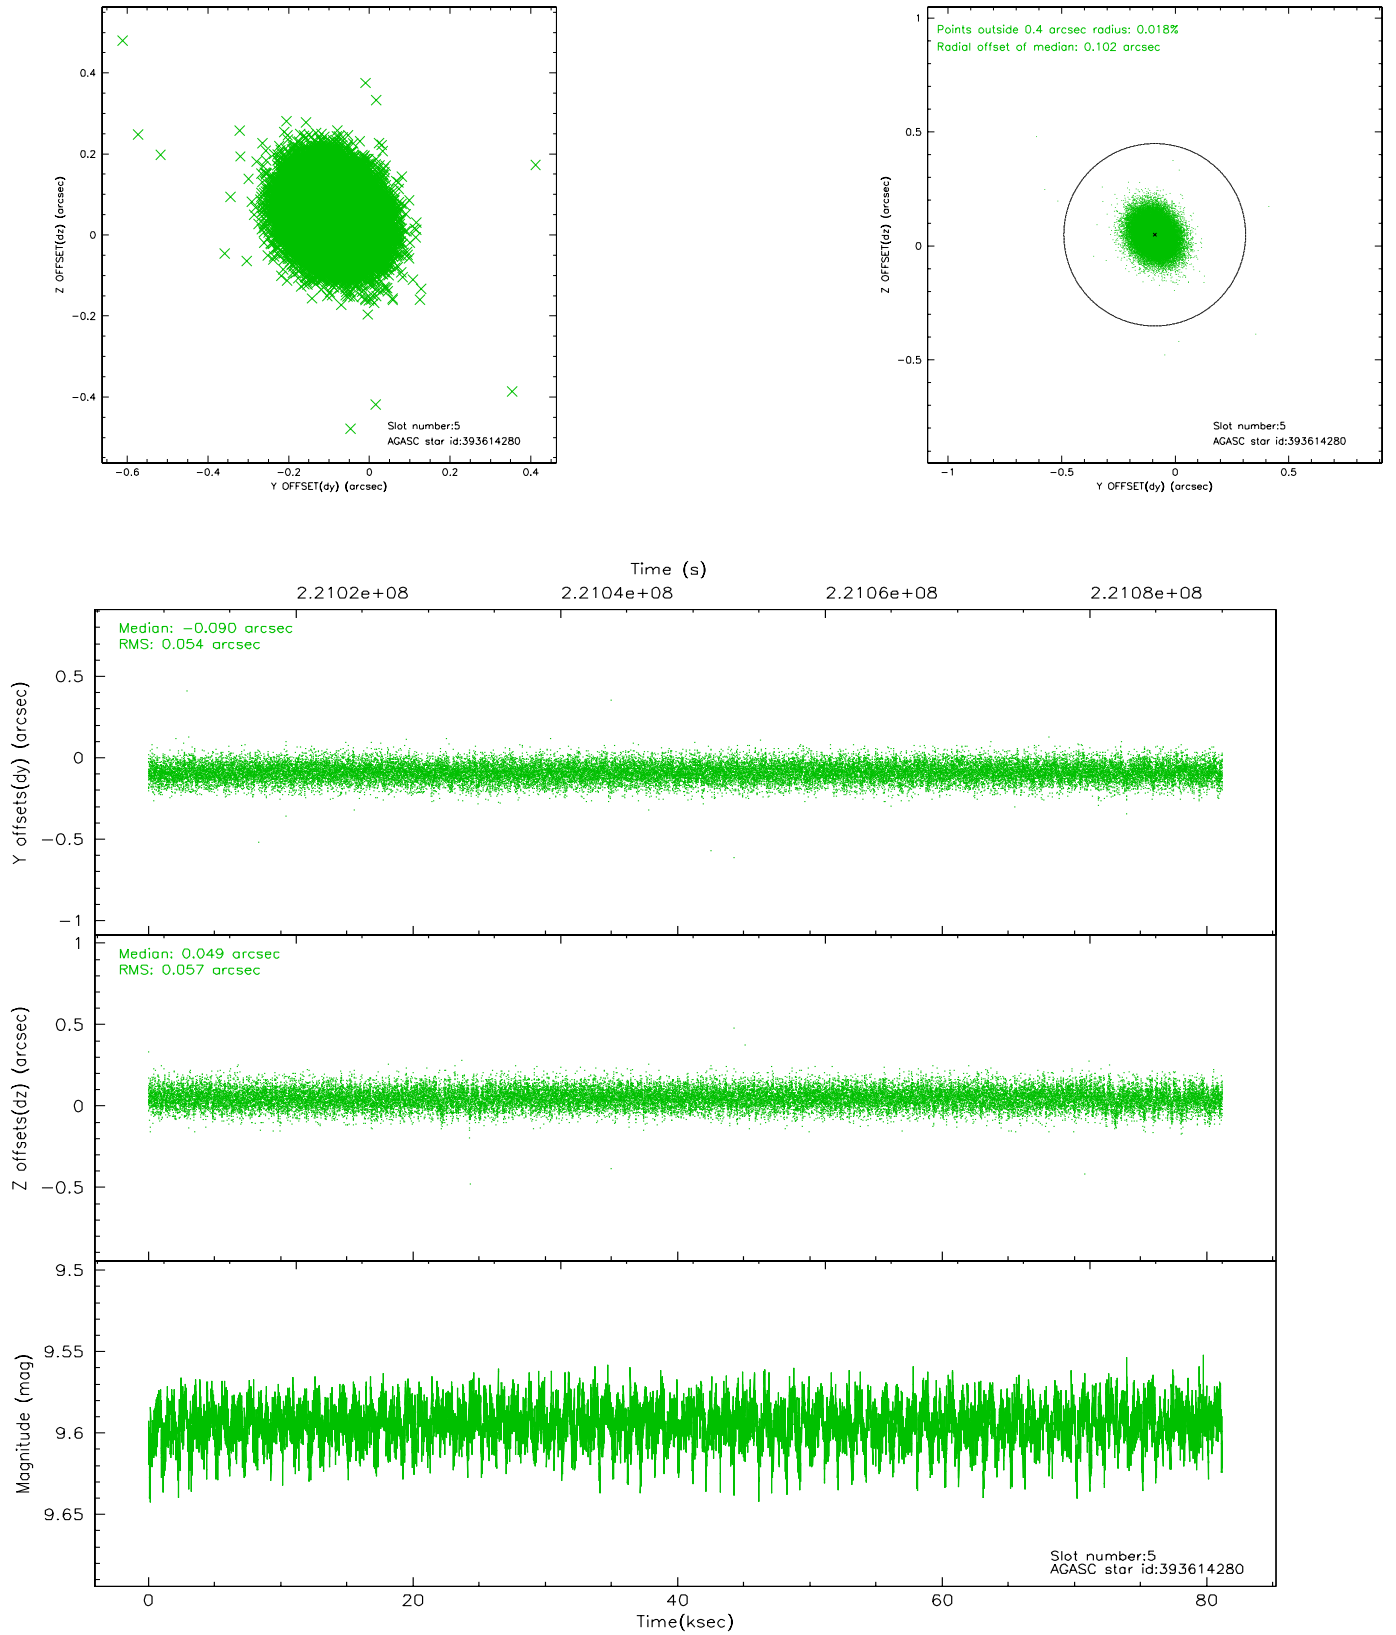 0.4
0.2
0
−0.2
−0.4
Z OFFSET(dz) (arcsec)
−0.6
−0.4
−0.2
0
0.2
0.4
Y OFFSET(dy) (arcsec)
Slot number:5
AGASC star id:393614280
Points outside 0.4 arcsec radius: 0.018%
Radial offset of median: 0.102 arcsec
1
0.5
0
−0.5
Z OFFSET(dz) (arcsec)
−1
−0.5
0
0.5
Y OFFSET(dy) (arcsec)
Slot number:5
AGASC star id:393614280
Time (s)
2.2102e+08
2.2104e+08
2.2106e+08
2.2108e+08
Median: −0.090 arcsec
RMS: 0.054 arcsec
0.5
0
−0.5
−1
Y offsets(dy) (arcsec)
Median: 0.049 arcsec
RMS: 0.057 arcsec
1
0.5
0
−0.5
Z offsets(dz) (arcsec)
9.5
9.55
9.6
9.65
Magnitude (mag)
Slot number:5
AGASC star id:393614280
0
20
40
60
80
Time(ksec)